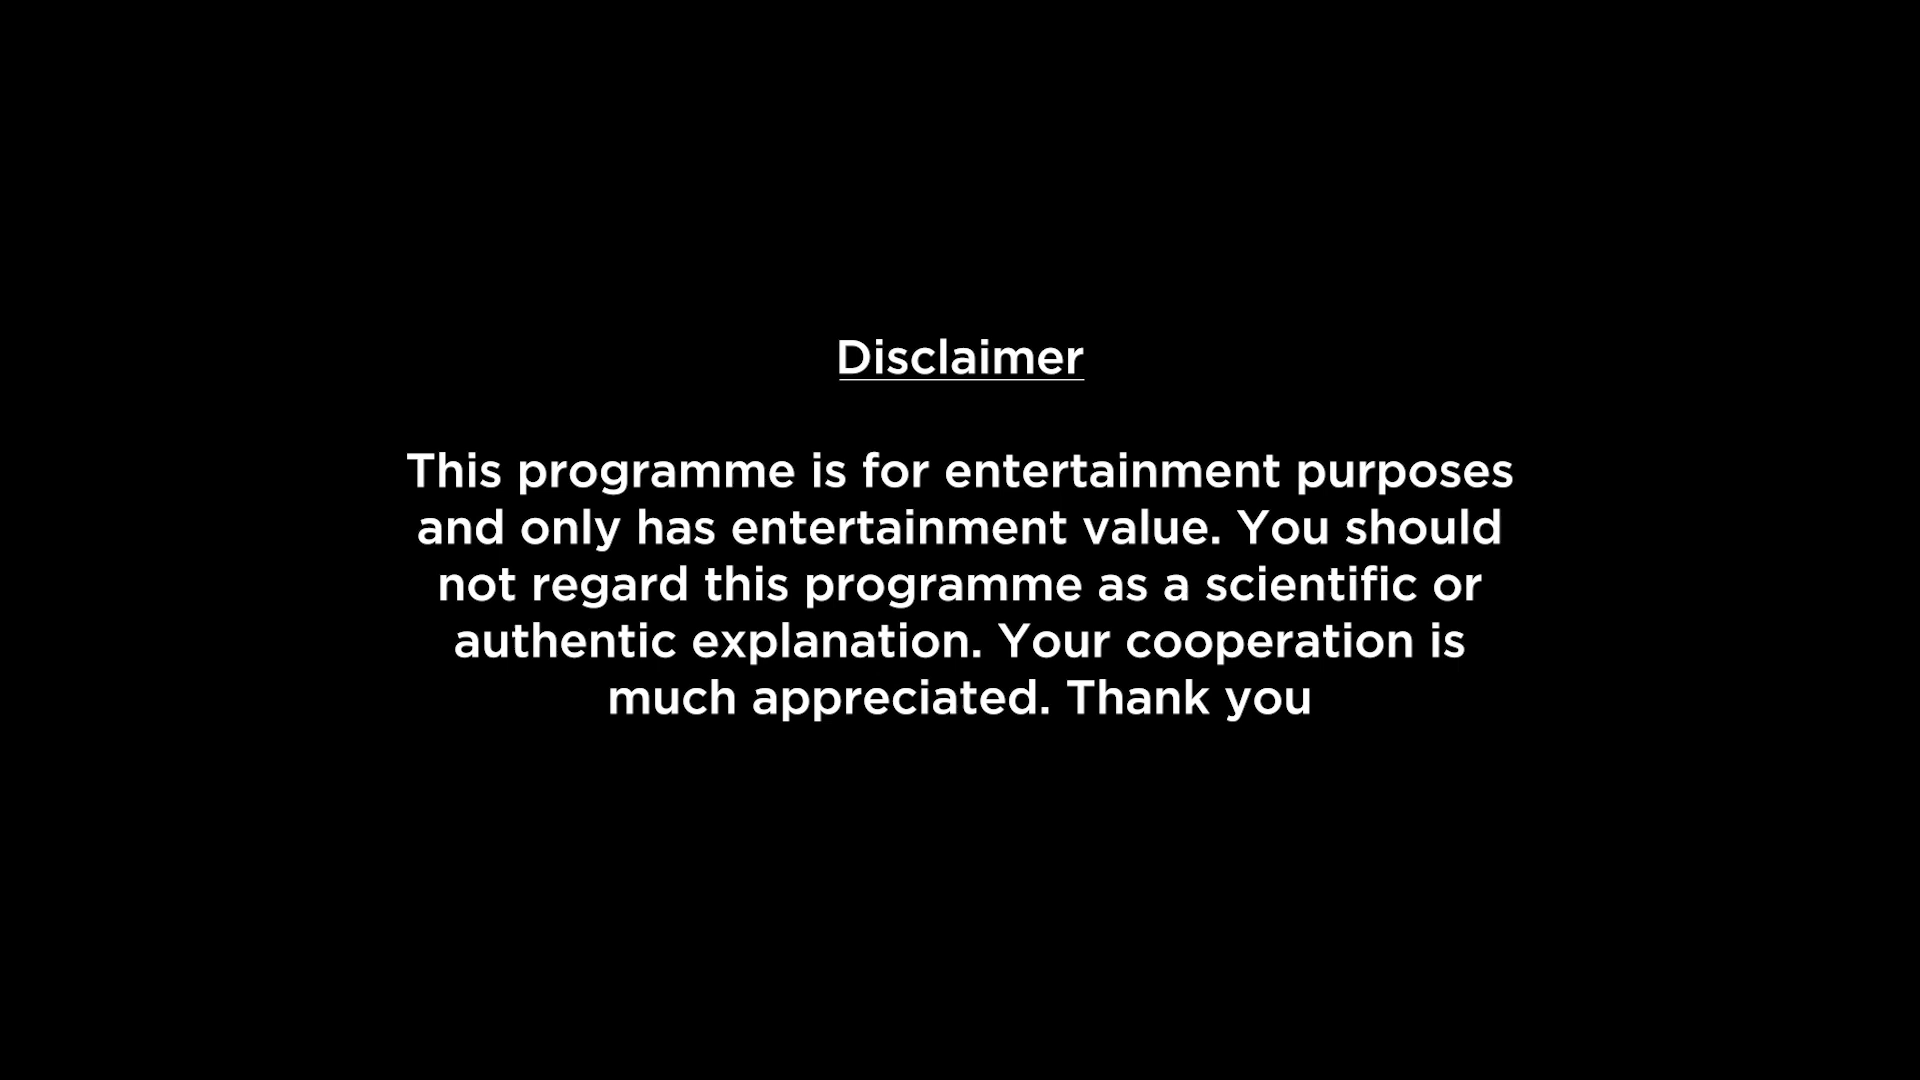 Disclaimer
This programme is for entertainment purposes
and only has entertainment value. You should
not regard this programme as a scientific or
authentic explanation. Your cooperation is
much appreciated. Thank you